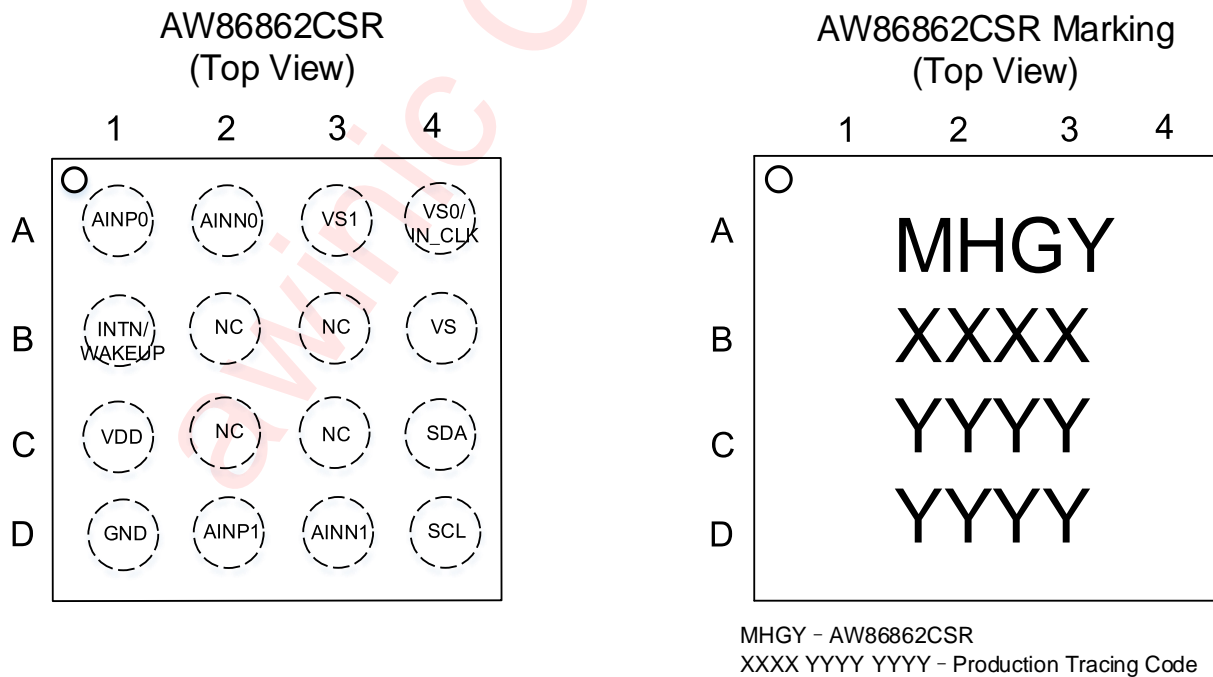 AW86862CSR
(Top View)
1 2 3 4
A AINP0 AINN0 VS1 VS0/
IN_CLK
B INTN/
WAKEUP NC NC VS
C VDD NC NC SDA
D GND AINP1 AINN1 SCL
AW86862CSR Marking
(Top View)
1 2 3 4
A MHGY
B XXXX
C YYYY
D YYYY
MHGY – AW86862CSR
XXXX YYYY YYYY – Production Tracing Code
awinic C